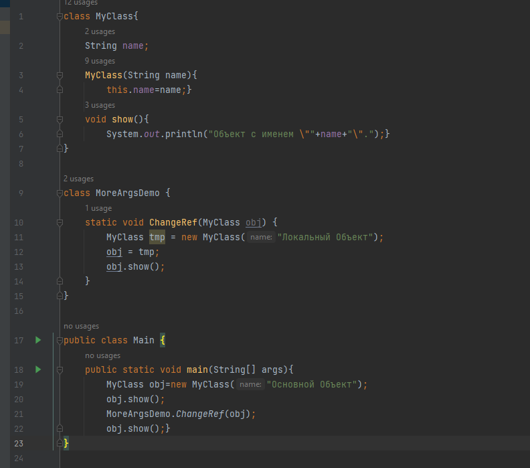 12 usages
1 class MyClass{
2 usages
2 String name;
9 usages
3 MyClass(String name){
4 this.name=name;}
3 usages
5 void show(){
6 System.out.println("Объект с именем \""+name+"\".");}
7 }
8
2 usages
9 class MoreArgsDemo {
1 usage
10 static void ChangeRef(MyClass obj) {
11 MyClass tmp = new MyClass( name: "Локальный Объект");
12 obj = tmp;
13 obj.show();
14 }
15 }
16
no usages
17 public class Main {
no usages
18 public static void main(String[] args){
19 MyClass obj=new MyClass( name: "Основной Объект");
20 obj.show();
21 MoreArgsDemo.ChangeRef(obj);
22 obj.show();}
23 }
24